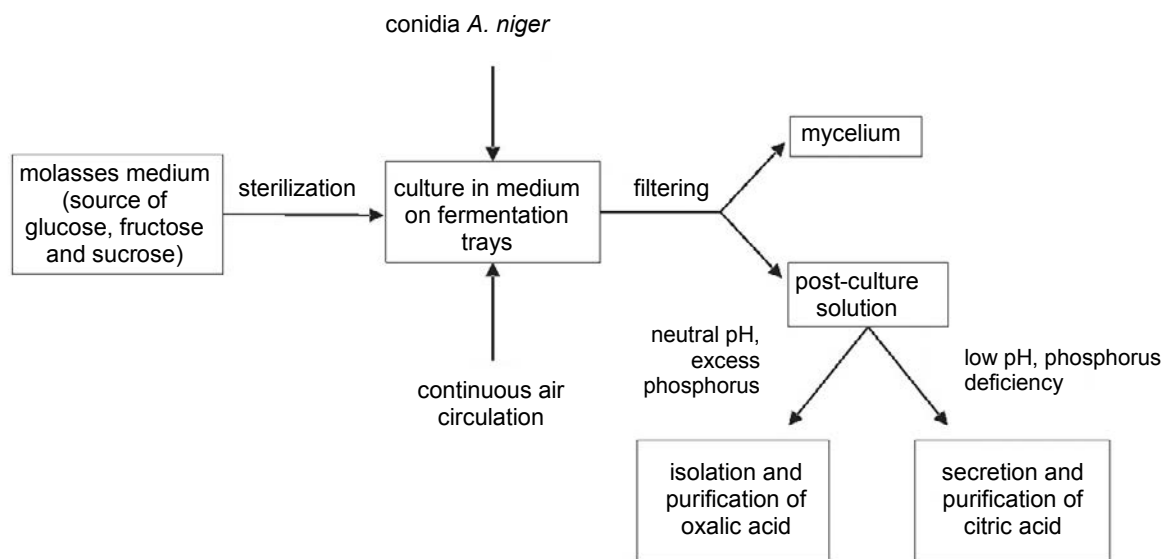 conidia A. niger
molasses medium
(source of
glucose, fructose
and sucrose)
sterilization
culture in medium
on fermentation
trays
continuous air
circulation
filtering
mycelium
post-culture
solution
neutral pH,
excess
phosphorus
low pH, phosphorus
deficiency
isolation and
purification of
oxalic acid
secretion and
purification of
citric acid